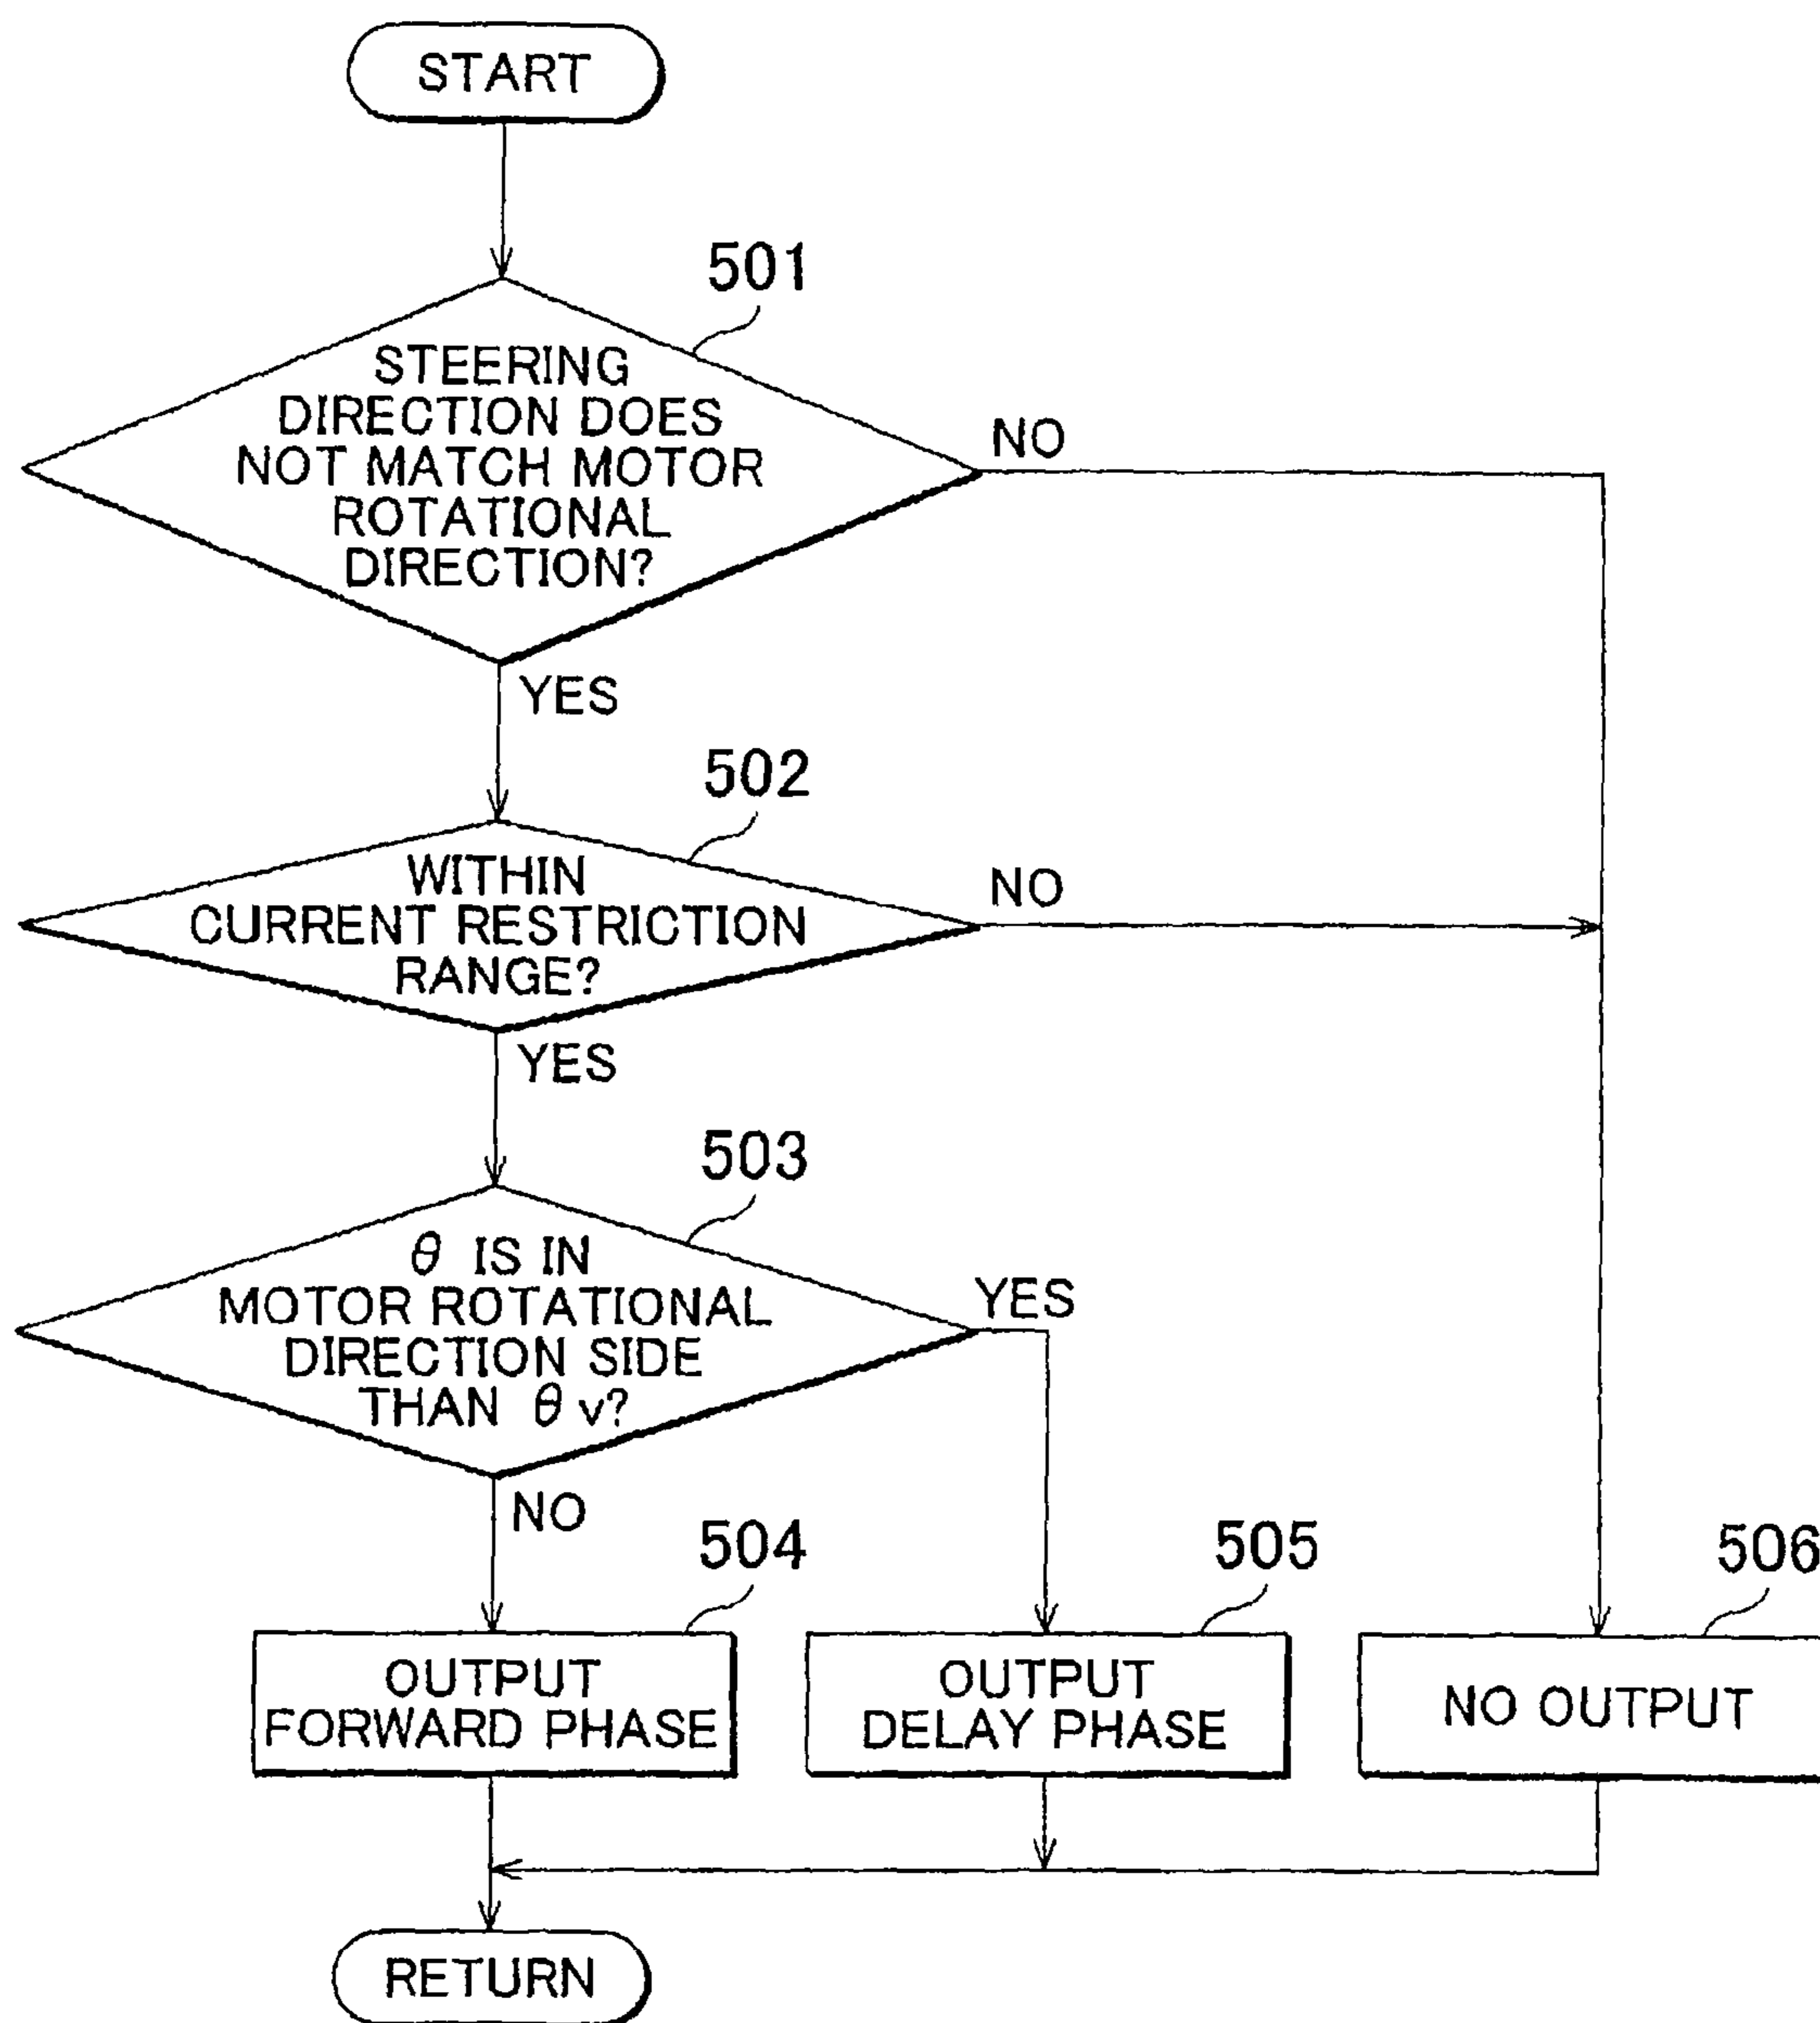 START
501
STEERING
DIRECTION DOES
NOT MATCH MOTOR
ROTATIONAL
DIRECTION?
NO
YES
502
WITHIN
CURRENT RESTRICTION
RANGE?
NO
YES
503
θ IS IN
MOTOR ROTATIONAL
DIRECTION SIDE
THAN θv?
YES
NO
504
OUTPUT
FORWARD PHASE
505
OUTPUT
DELAY PHASE
506
NO OUTPUT
RETURN